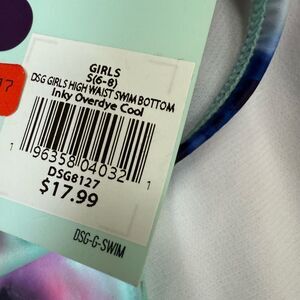 GIRLS
S(6-8)
DSG GIRLS HIGH WAIST SWIM BOTTOM
Inky Overdye Cool
1 96358 04032 1
DSG8127
$17.99
DSG-G-SWIM